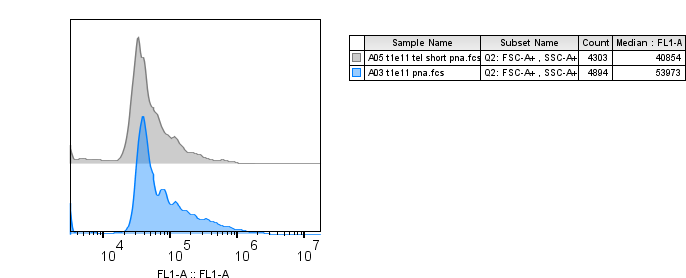 Sample Name Subset Name Count Median : FL1-A
A05 t1e11 tel short pna.fcs Q2: FSC-A+ , SSC-A+ 4303 40854
A03 t1e11 pna.fcs Q2: FSC-A+ , SSC-A+ 4894 53973
10^4 10^5 10^6 10^7
FL1-A :: FL1-A